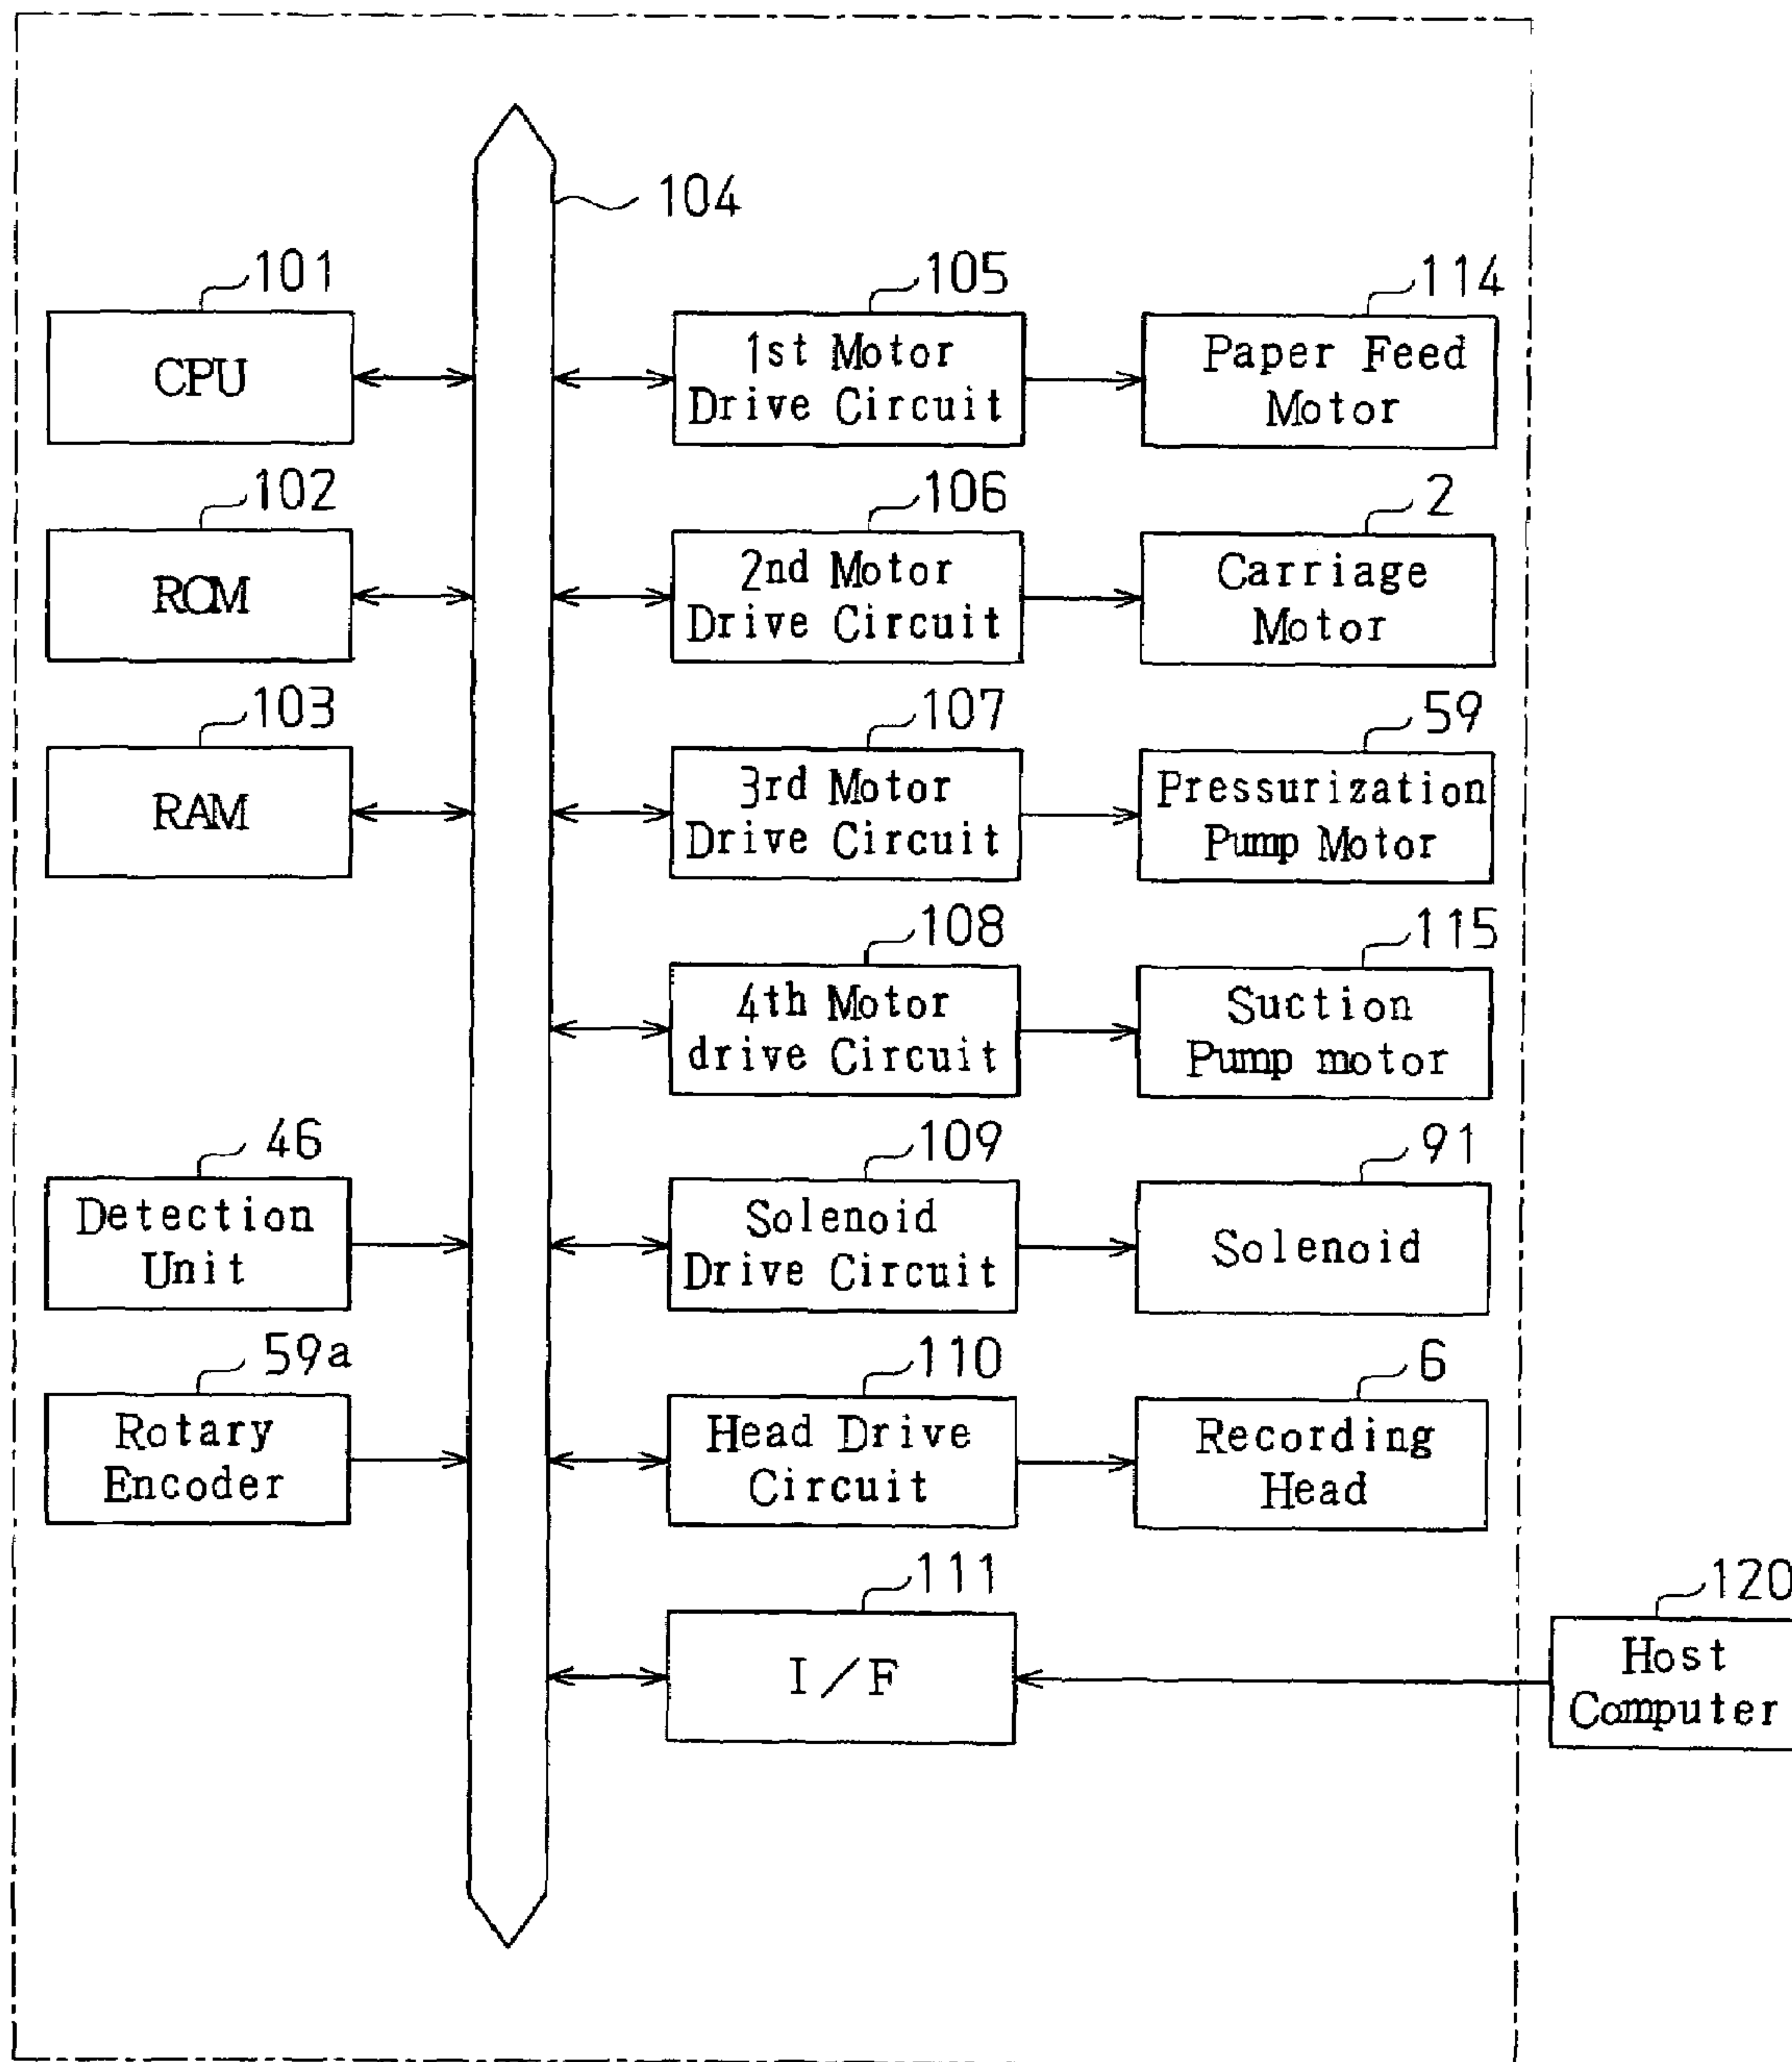 104
101
CPU
105
1st Motor
Drive Circuit
114
Paper Feed
Motor
102
ROM
106
2nd Motor
Drive Circuit
2
Carriage
Motor
103
RAM
107
3rd Motor
Drive Circuit
59
Pressurization
Pump Motor
108
4th Motor
drive Circuit
115
Suction
Pump motor
46
Detection
Unit
109
Solenoid
Drive Circuit
91
Solenoid
59a
Rotary
Encoder
110
Head Drive
Circuit
6
Recording
Head
111
I/F
120
Host
Computer